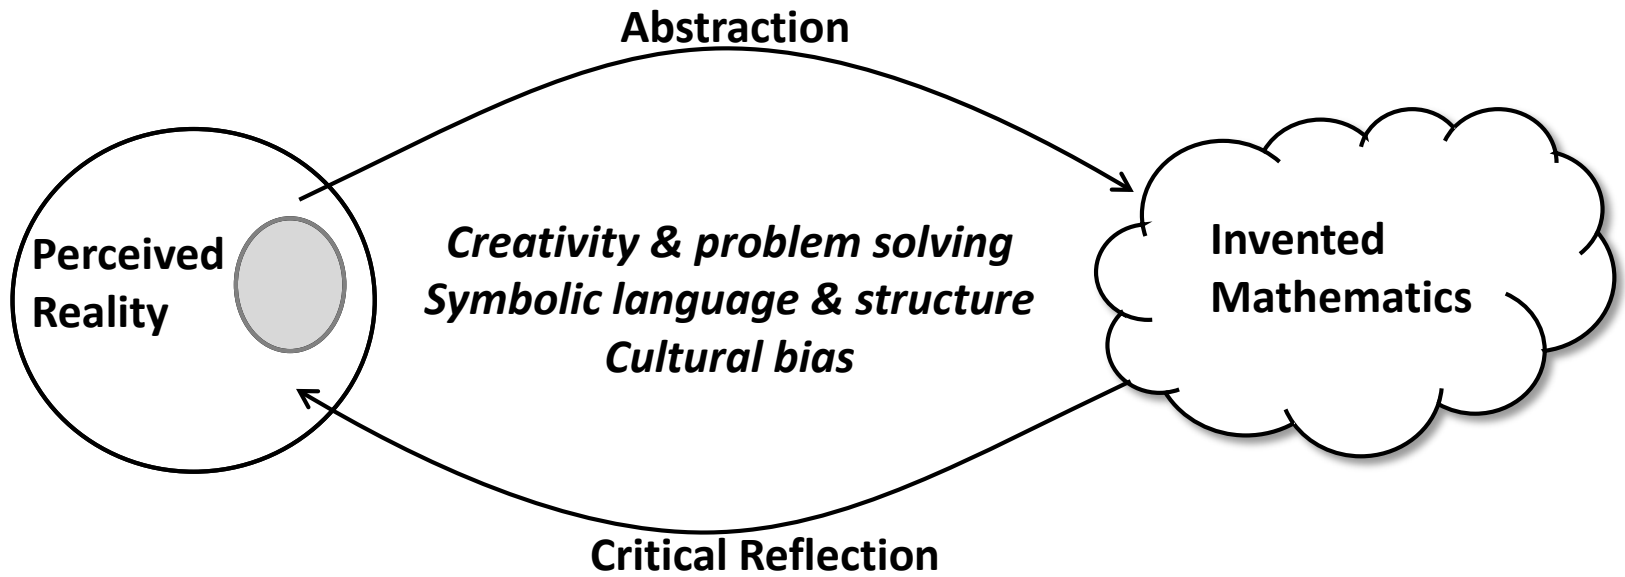 Abstraction
Perceived
Reality
Creativity & problem solving
Symbolic language & structure
Cultural bias
Invented
Mathematics
Critical Reflection